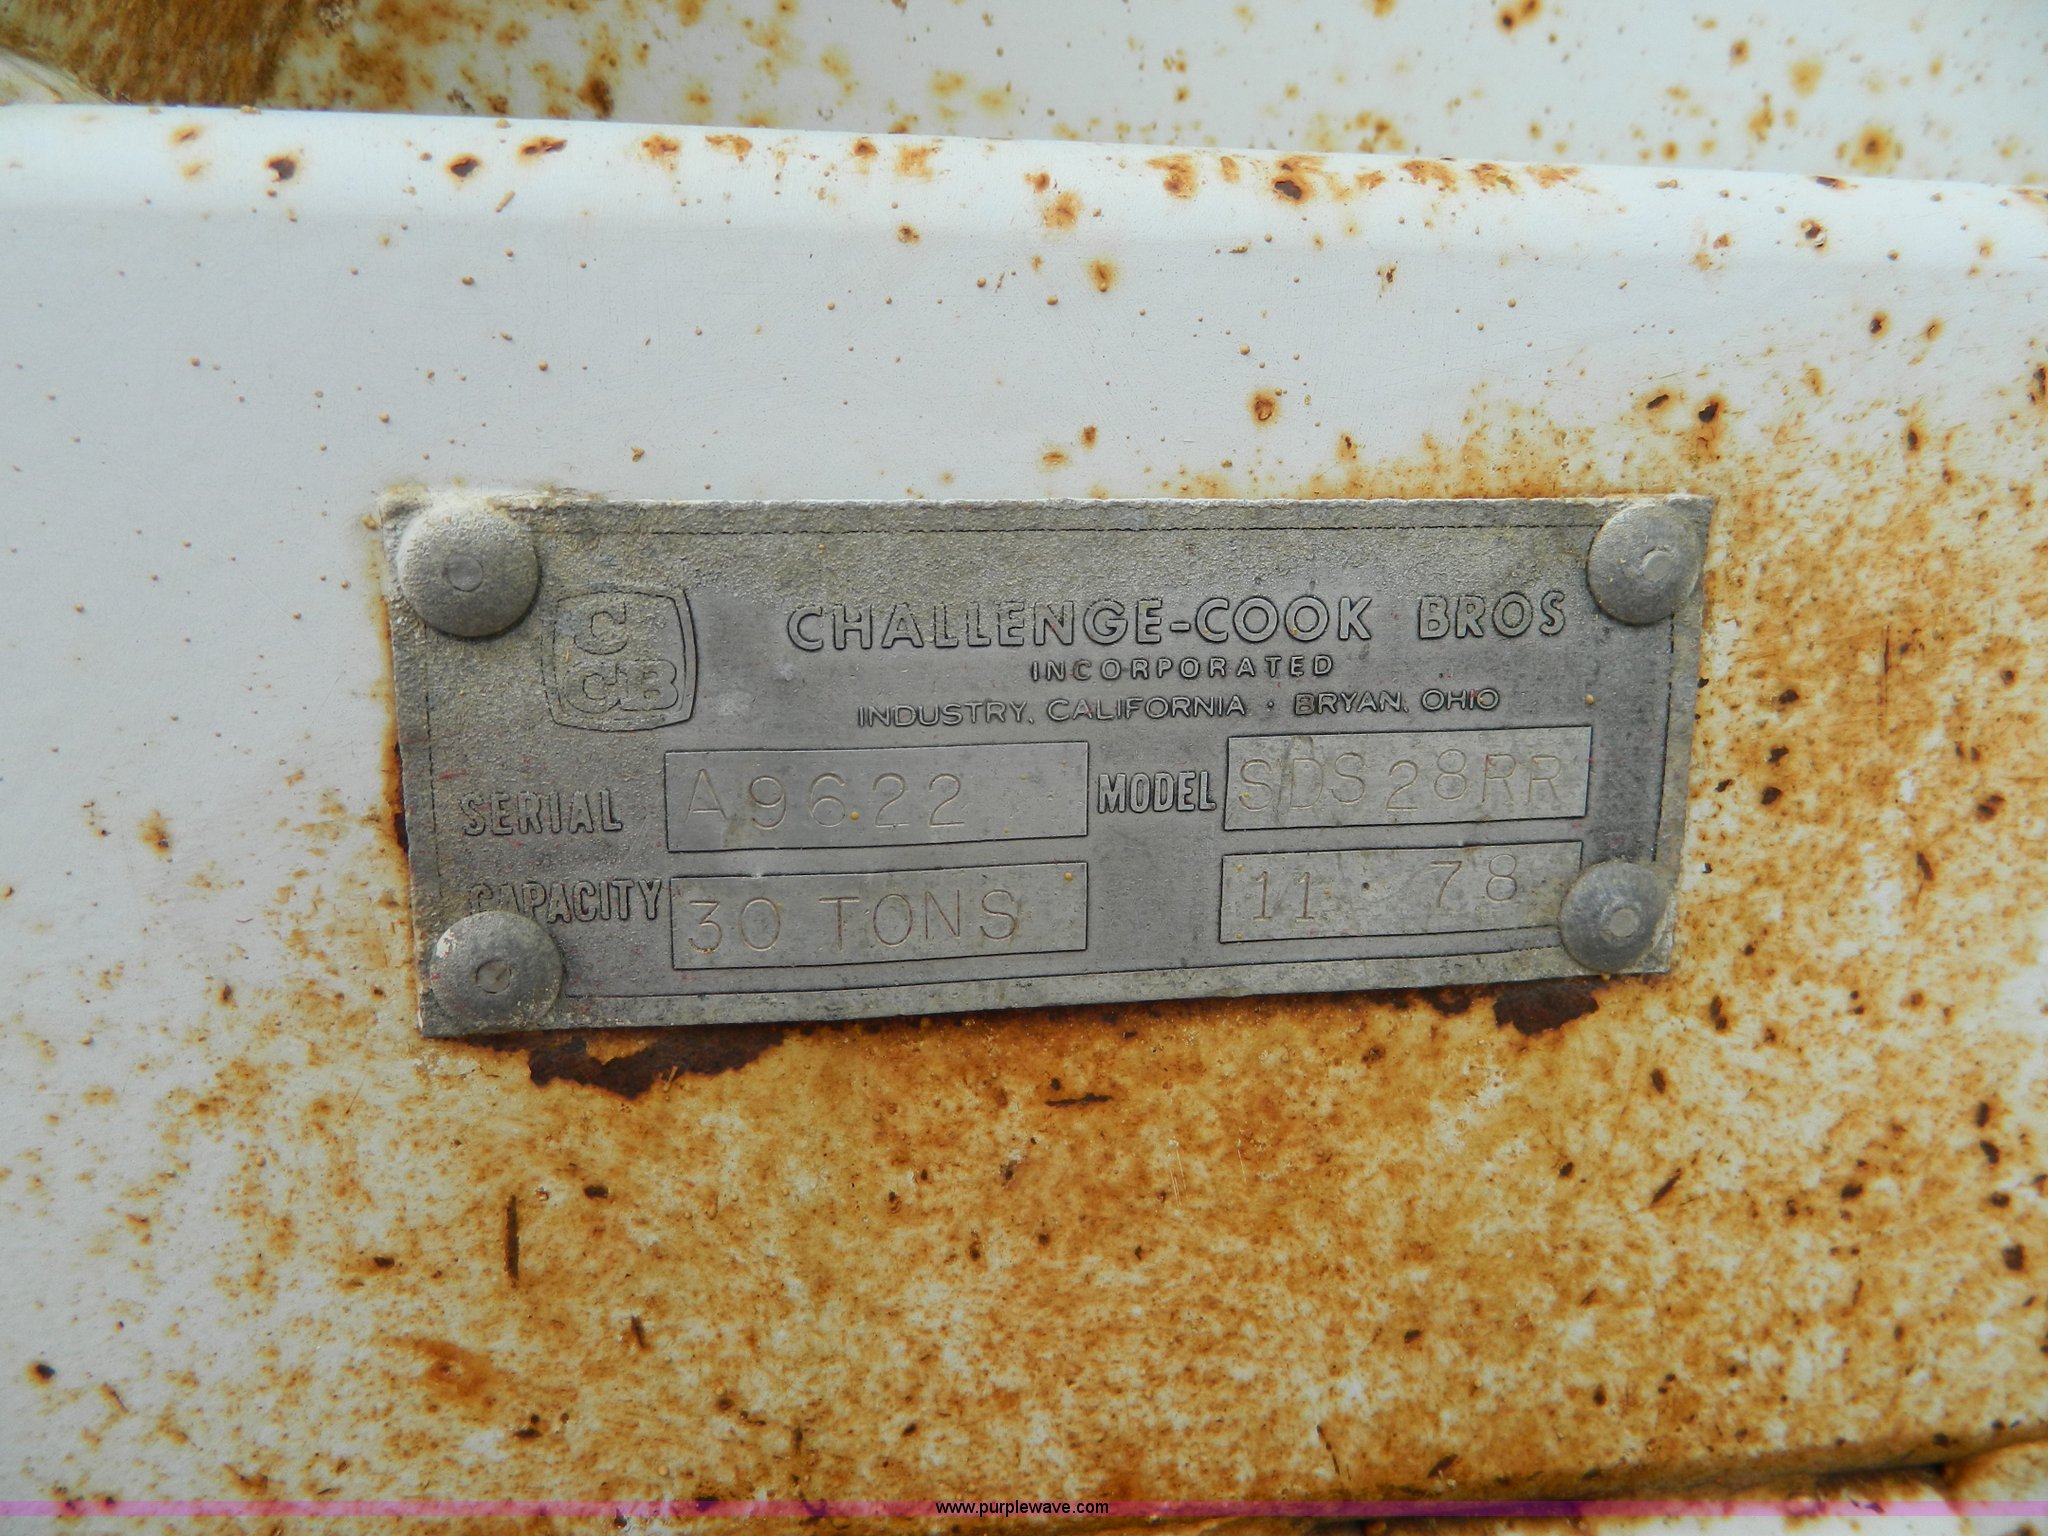 C
CB
CHALLENGE-COOK BROS
INCORPORATED
INDUSTRY, CALIFORNIA · BRYAN, OHIO
SERIAL A9622 MODEL SDS28RR
CAPACITY 30 TONS 11 78
www.purplewave.com